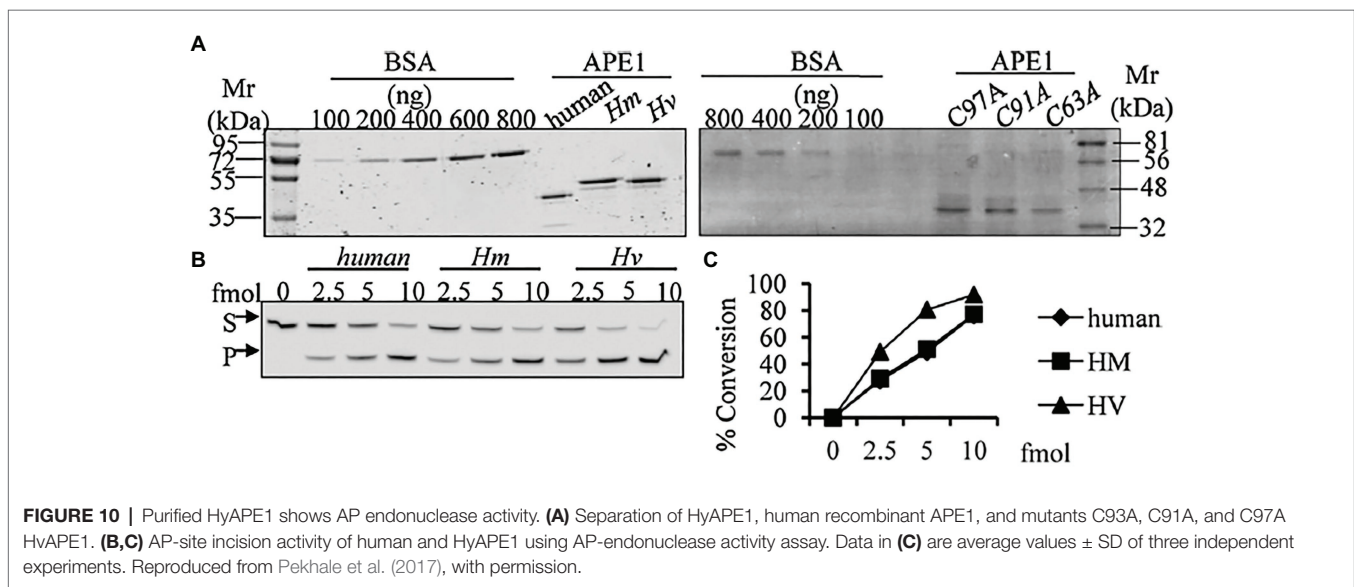 A
BSA APE1 BSA APE1
Mr (ng) human Hm Hv (ng) C97A C91A C63A Mr
(kDa) 100 200 400 600 800 800 400 200 100 (kDa)
95 81
72 56
55 48
35 32
B human Hm Hv
fmol 0 2.5 5 10 2.5 5 10 2.5 5 10
S
P
C
% Conversion
100
80
60
40
20
0
0 2.5 5 10 fmol
human
HM
HV
FIGURE 10 | Purified HyAPE1 shows AP endonuclease activity. (A) Separation of HyAPE1, human recombinant APE1, and mutants C93A, C91A, and C97A
HvAPE1. (B,C) AP-site incision activity of human and HyAPE1 using AP-endonuclease activity assay. Data in (C) are average values ± SD of three independent
experiments. Reproduced from Pekhale et al. (2017), with permission.